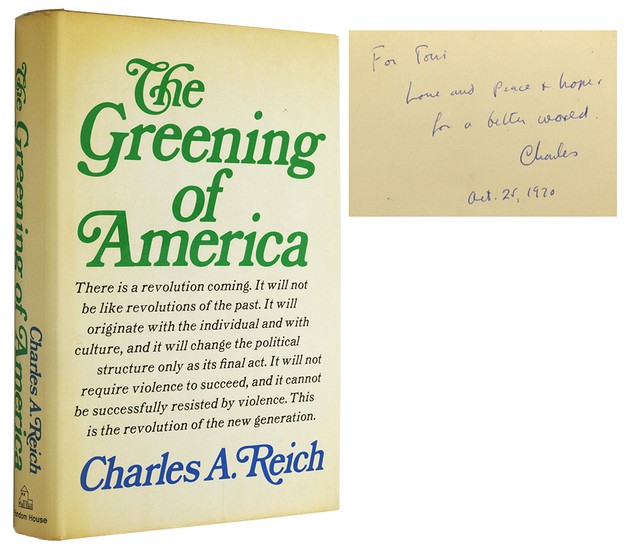 The
Greening
of
America
There is a revolution coming. It will not
be like revolutions of the past. It will
originate with the individual and with
culture, and it will change the political
structure only as its final act. It will not
require violence to succeed, and it cannot
be successfully resisted by violence. This
is the revolution of the new generation.
Charles A. Reich
The Greening of America
Charles A. Reich
Random House
For Toni
Love and Peace & hope,
for a better world.
Charles
Oct. 25, 1970